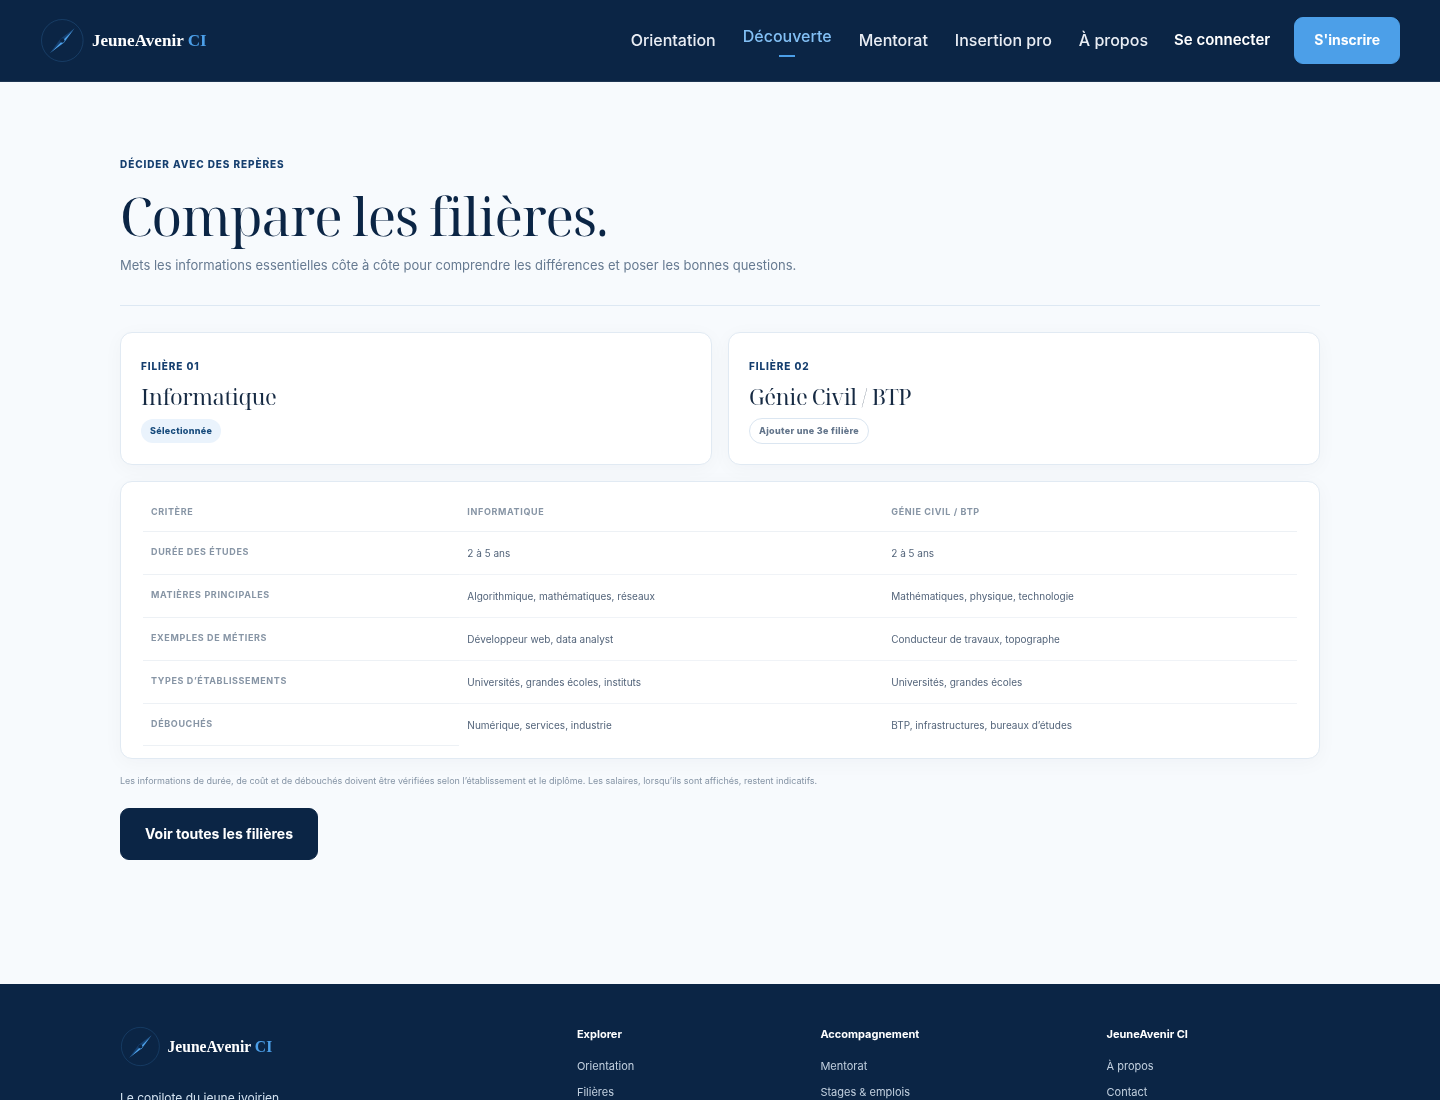 JeuneAvenir CI
Orientation Découverte Mentorat Insertion pro À propos Se connecter S'inscrire
DÉCIDER AVEC DES REPÈRES
Compare les filières.
Mets les informations essentielles côte à côte pour comprendre les différences et poser les bonnes questions.
FILIÈRE 01
Informatique
Sélectionnée
FILIÈRE 02
Génie Civil / BTP
Ajouter une 3e filière
CRITÈRE INFORMATIQUE GÉNIE CIVIL / BTP
DURÉE DES ÉTUDES 2 à 5 ans 2 à 5 ans
MATIÈRES PRINCIPALES Algorithmique, mathématiques, réseaux Mathématiques, physique, technologie
EXEMPLES DE MÉTIERS Développeur web, data analyst Conducteur de travaux, topographe
TYPES D'ÉTABLISSEMENTS Universités, grandes écoles, instituts Universités, grandes écoles
DÉBOUCHÉS Numérique, services, industrie BTP, infrastructures, bureaux d'études
Les informations de durée, de coût et de débouchés doivent être vérifiées selon l'établissement et le diplôme. Les salaires, lorsqu'ils sont affichés, restent indicatifs.
Voir toutes les filières
JeuneAvenir CI
Le copilote du jeune ivoirien
Explorer
Orientation
Filières
Accompagnement
Mentorat
Stages & emplois
JeuneAvenir CI
À propos
Contact